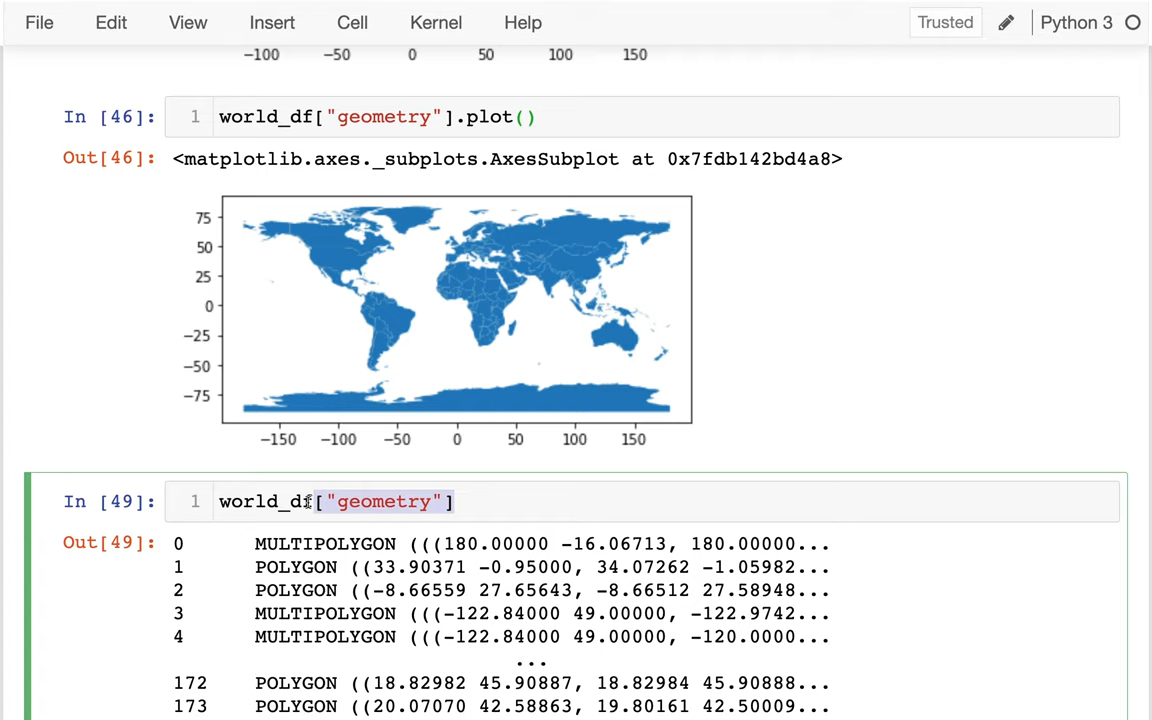 File Edit View Insert Cell Kernel Help Trusted Python 3
−100 −50 0 50 100 150
In [46]: 1 world_df["geometry"].plot()
Out[46]: <matplotlib.axes._subplots.AxesSubplot at 0x7fdb142bd4a8>
75
50
25
0
−25
−50
−75
−150 −100 −50 0 50 100 150
In [49]: 1 world_df["geometry"]
Out[49]: 0 MULTIPOLYGON (((180.00000 -16.06713, 180.00000...
1 POLYGON ((33.90371 -0.95000, 34.07262 -1.05982...
2 POLYGON ((-8.66559 27.65643, -8.66512 27.58948...
3 MULTIPOLYGON (((-122.84000 49.00000, -122.9742...
4 MULTIPOLYGON (((-122.84000 49.00000, -120.0000...
...
172 POLYGON ((18.82982 45.90887, 18.82984 45.90888...
173 POLYGON ((20.07070 42.58863, 19.80161 42.50009...